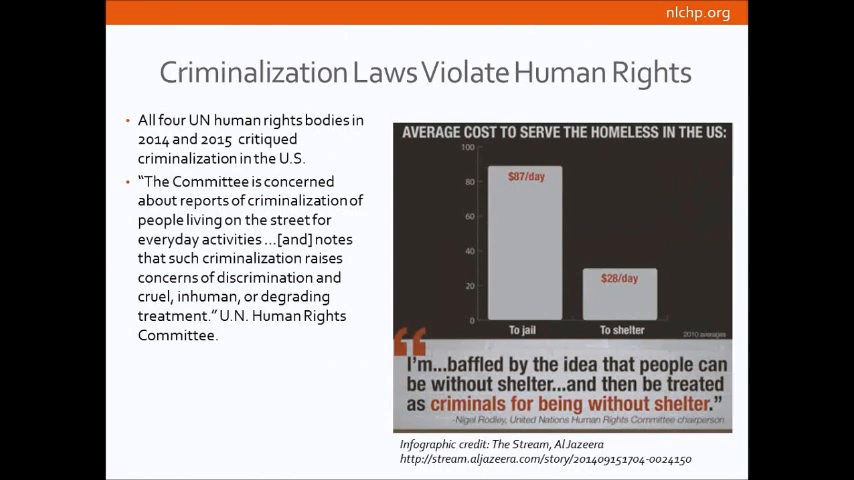 nlchp.org
Criminalization Laws Violate Human Rights
• All four UN human rights bodies in
2014 and 2015 critiqued
criminalization in the U.S.
• “The Committee is concerned
about reports of criminalization of
people living on the street for
everyday activities ...[and] notes
that such criminalization raises
concerns of discrimination and
cruel, inhuman, or degrading
treatment.” U.N. Human Rights
Committee.
AVERAGE COST TO SERVE THE HOMELESS IN THE US:
100
80
60
40
20
0
$87/day
$28/day
To jail
To shelter
2010 averages
“I'm...baffled by the idea that people can
be without shelter...and then be treated
as criminals for being without shelter.”
-Nigel Rodley, United Nations Human Rights Committee chairperson
Infographic credit: The Stream, Al Jazeera
http://stream.aljazeera.com/story/201409151704-0024150